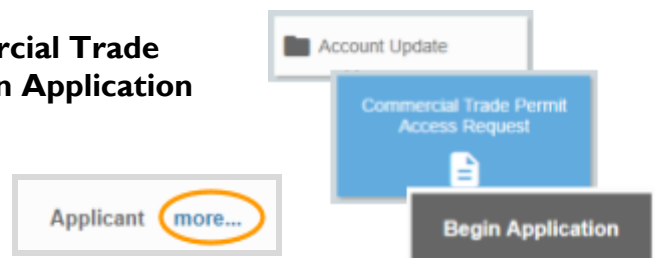 rcial Trade
n Application
Account Update
Commercial Trade Permit
Access Request
Applicant more...
Begin Application